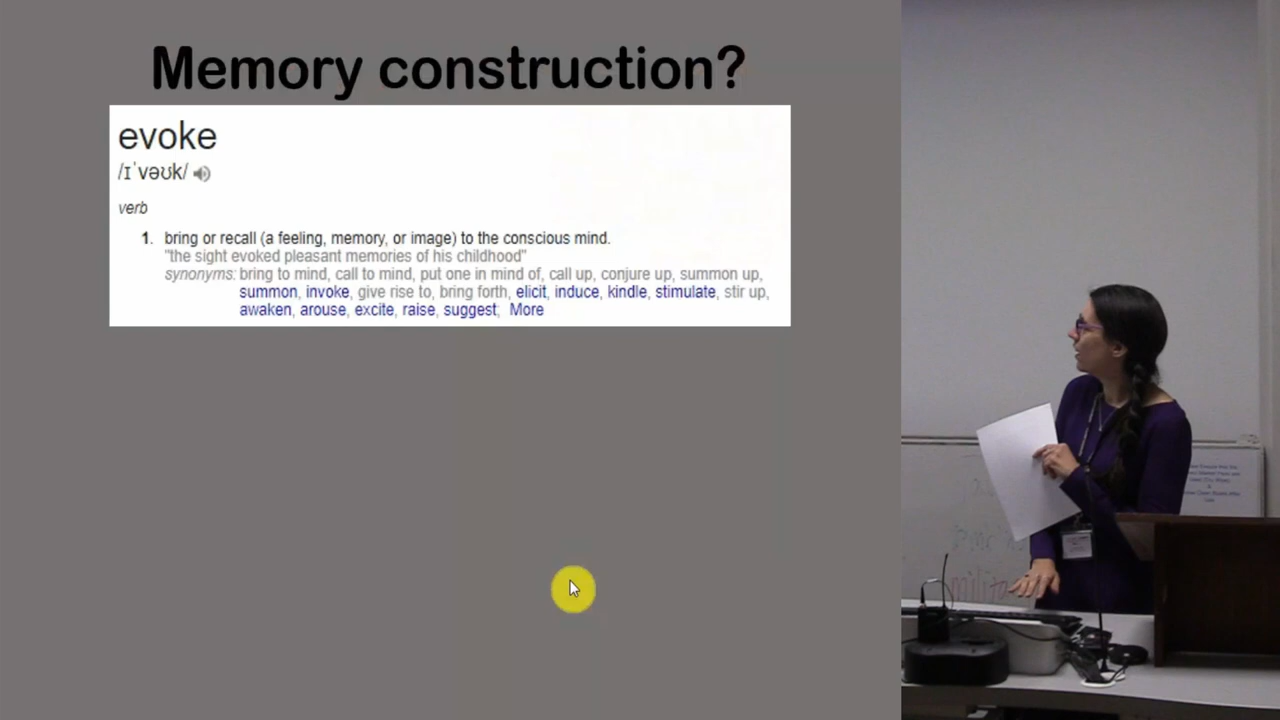 Memory construction?
evoke
/ɪˈvəʊk/
verb
1. bring or recall (a feeling, memory, or image) to the conscious mind.
"the sight evoked pleasant memories of his childhood"
synonyms: bring to mind, call to mind, put one in mind of, call up, conjure up, summon up,
summon, invoke, give rise to, bring forth, elicit, induce, kindle, stimulate, stir up,
awaken, arouse, excite, raise, suggest; More